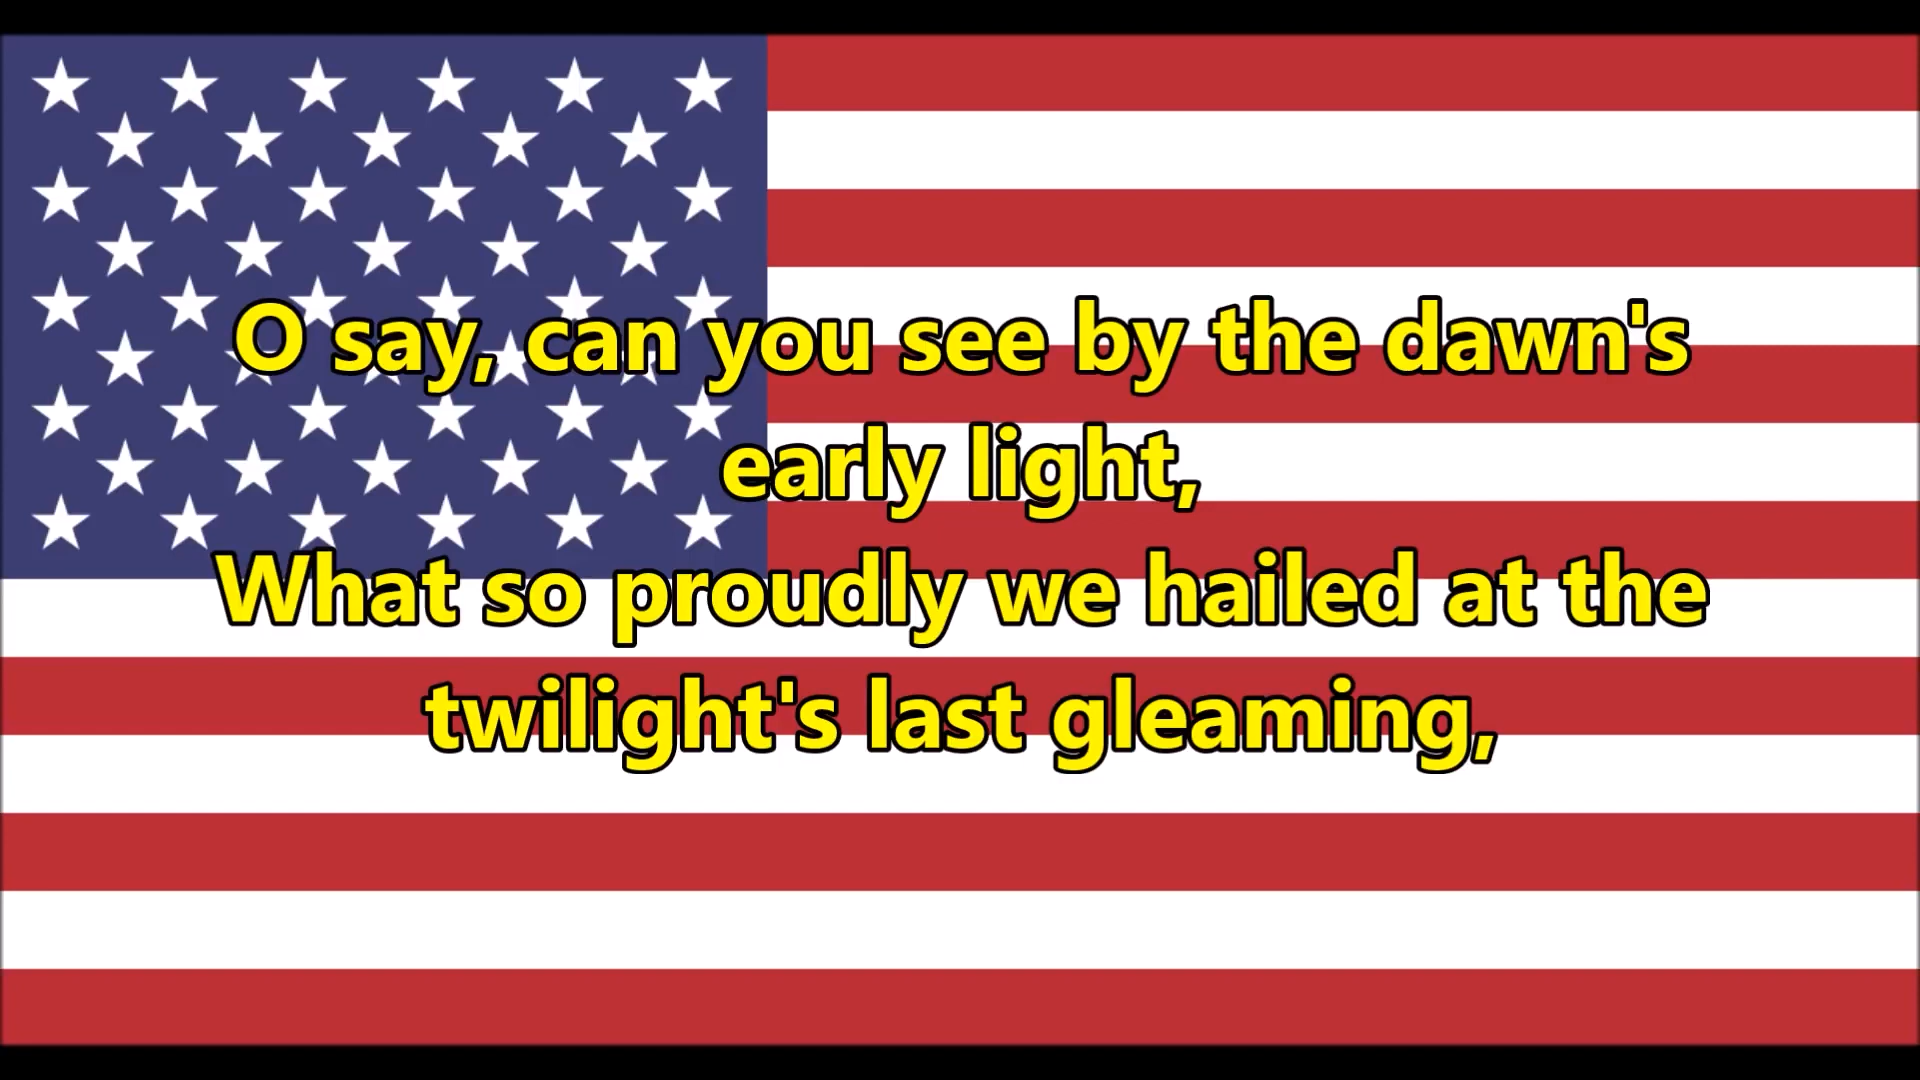 O say, can you see by the dawn's
early light,
What so proudly we hailed at the
twilight's last gleaming,